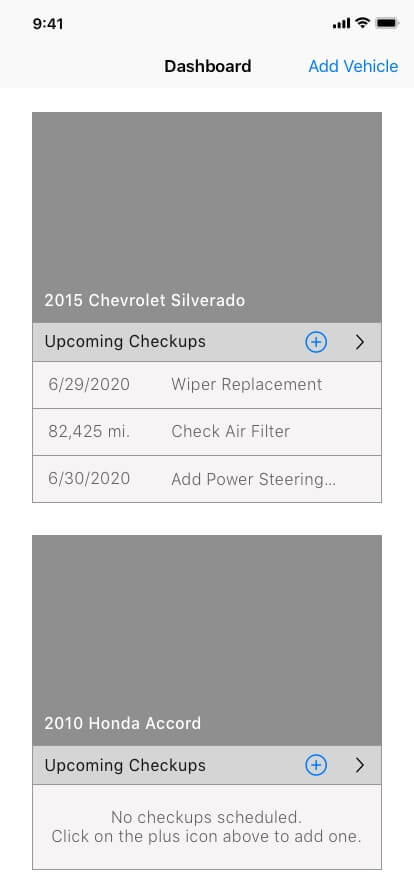 9:41
Dashboard Add Vehicle
2015 Chevrolet Silverado
Upcoming Checkups
6/29/2020 Wiper Replacement
82,425 mi. Check Air Filter
6/30/2020 Add Power Steering...
2010 Honda Accord
Upcoming Checkups
No checkups scheduled.
Click on the plus icon above to add one.